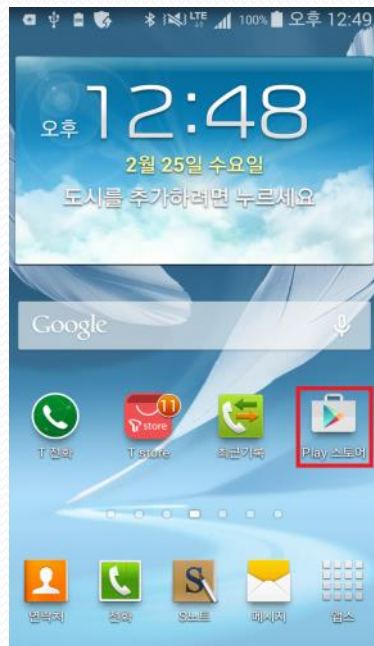 LTE 100% 오후 12:49
오후 12:48
2월 25일 수요일
도시를 추가하려면 누르세요
Google
11
T store
T 전화 T store 최근기록 Play 스토어
S
연락처 전화 S노트 메시지 앱스